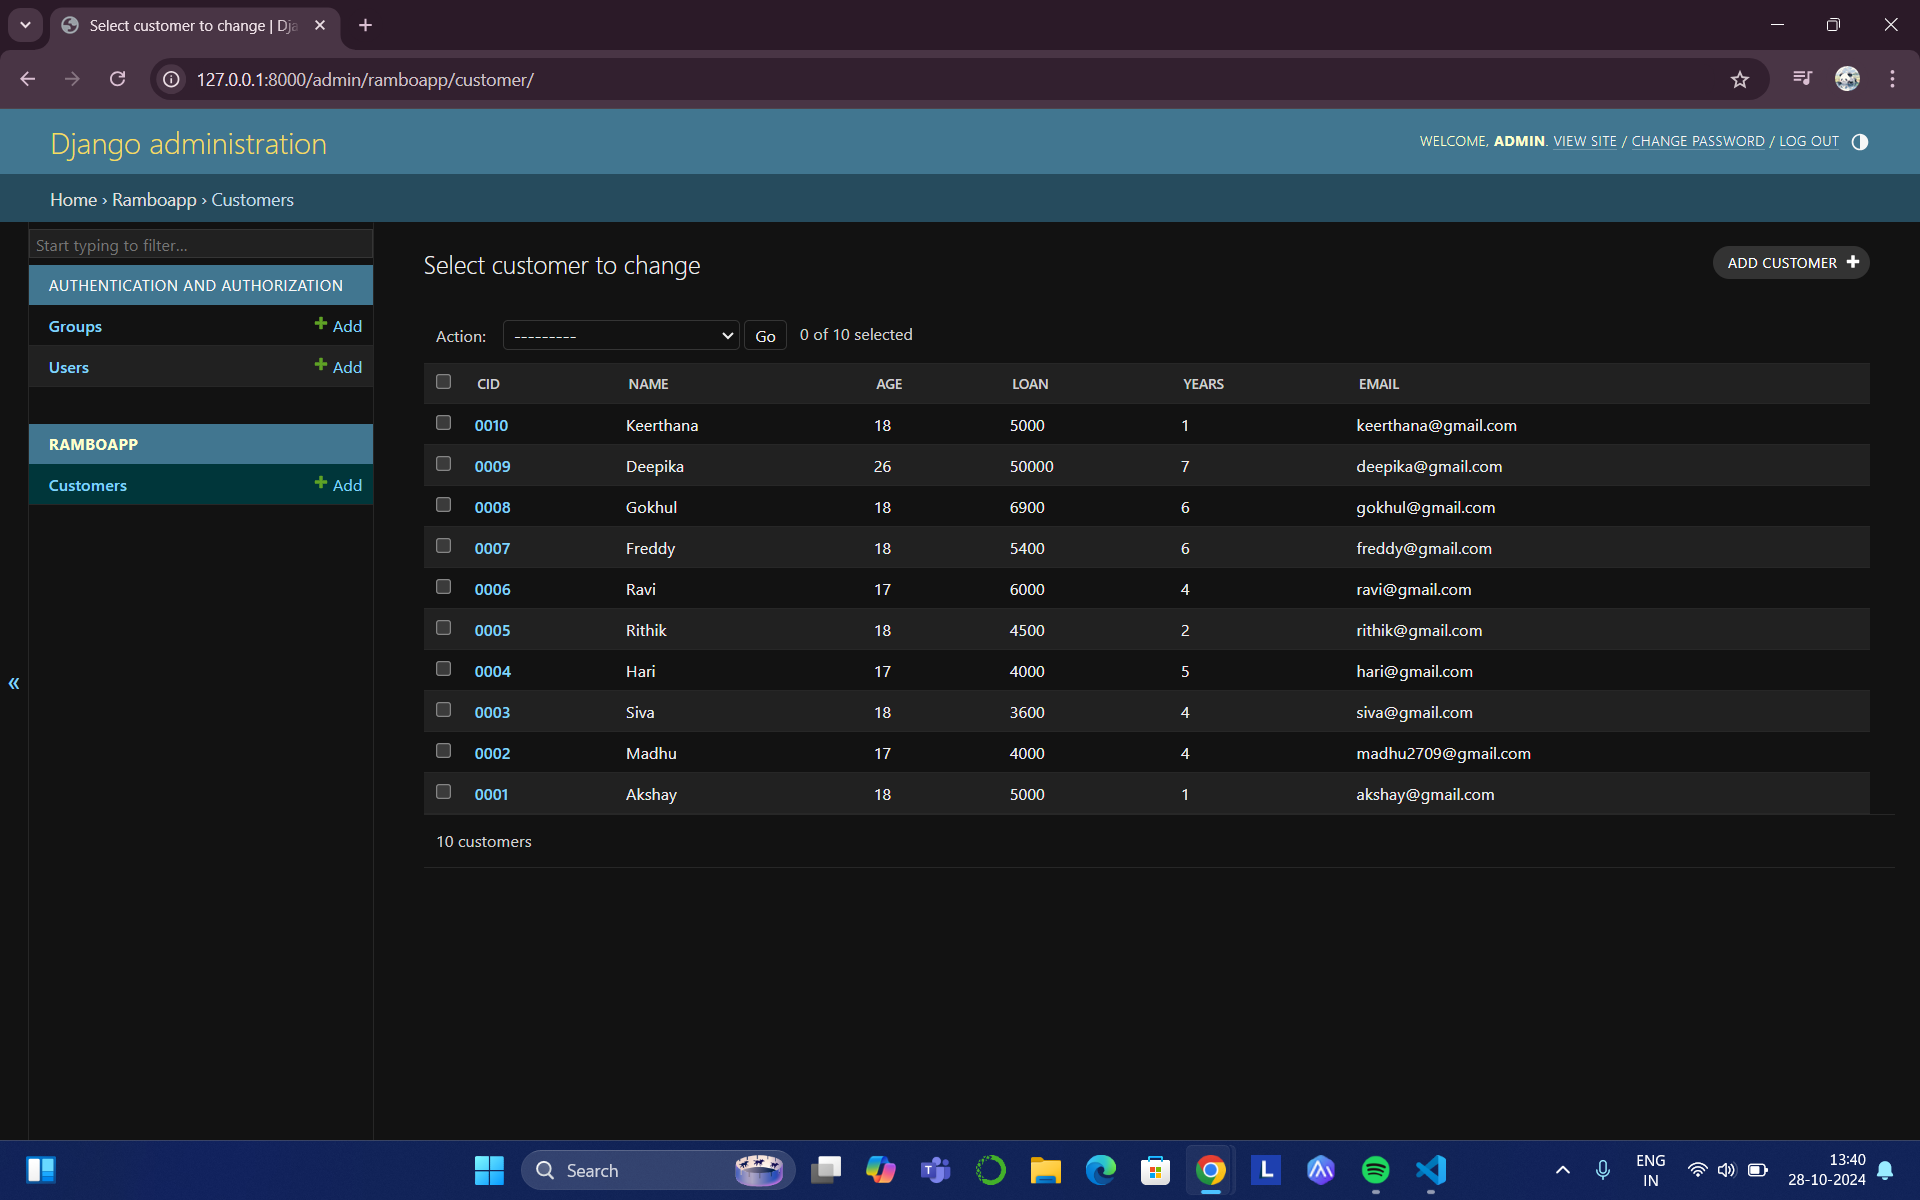 Select customer to change | Dja
127.0.0.1:8000/admin/ramboapp/customer/
Django administration
WELCOME, ADMIN. VIEW SITE / CHANGE PASSWORD / LOG OUT
Home › Ramboapp › Customers
Start typing to filter...
AUTHENTICATION AND AUTHORIZATION
Groups + Add
Users + Add
RAMBOAPP
Customers + Add
«
Select customer to change
ADD CUSTOMER +
Action: --------- Go 0 of 10 selected
CID NAME AGE LOAN YEARS EMAIL
0010 Keerthana 18 5000 1 keerthana@gmail.com
0009 Deepika 26 50000 7 deepika@gmail.com
0008 Gokhul 18 6900 6 gokhul@gmail.com
0007 Freddy 18 5400 6 freddy@gmail.com
0006 Ravi 17 6000 4 ravi@gmail.com
0005 Rithik 18 4500 2 rithik@gmail.com
0004 Hari 17 4000 5 hari@gmail.com
0003 Siva 18 3600 4 siva@gmail.com
0002 Madhu 17 4000 4 madhu2709@gmail.com
0001 Akshay 18 5000 1 akshay@gmail.com
10 customers
Search
L
ENG
IN
13:40
28-10-2024